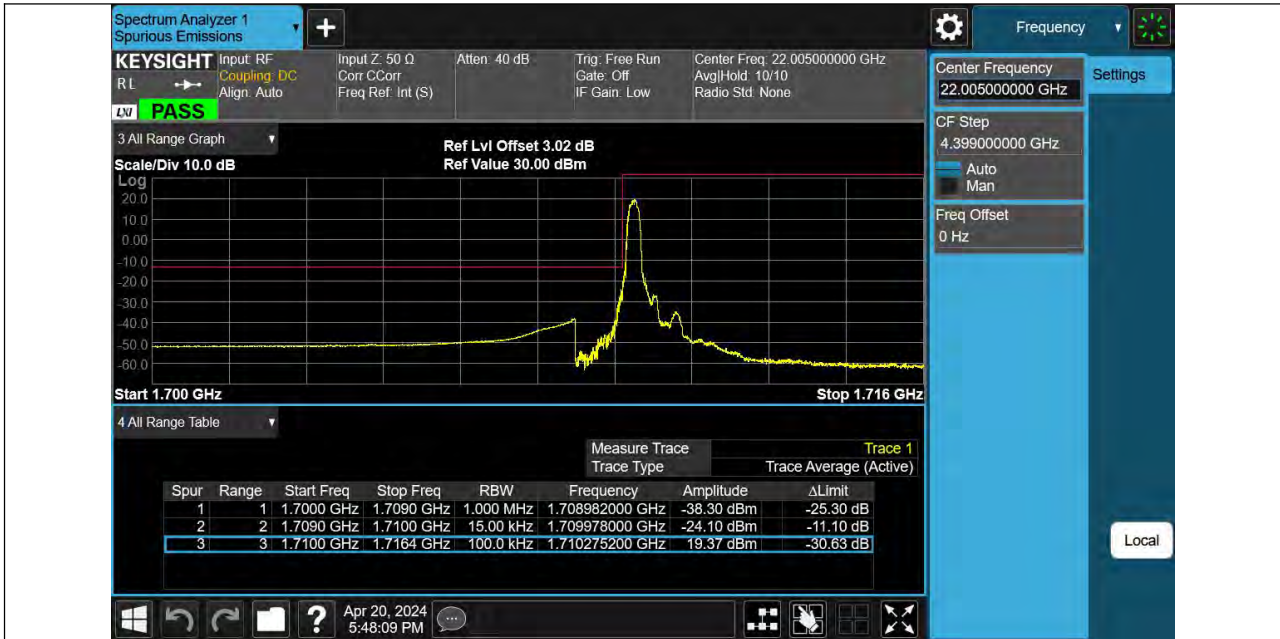 Spectrum Analyzer 1
Spurious Emissions
+
Frequency
KEYSIGHT
R L
LXI PASS
Input: RF
Coupling: DC
Align: Auto
Input Z: 50 Ω
Corr CCorr
Freq Ref: Int (S)
Atten: 40 dB
Trig: Free Run
Gate: Off
IF Gain: Low
Center Freq: 22.005000000 GHz
Avg|Hold: 10/10
Radio Std: None
Center Frequency
22.005000000 GHz
Settings
CF Step
4.399000000 GHz
Auto
Man
Freq Offset
0 Hz
3 All Range Graph
Scale/Div 10.0 dB
Ref Lvl Offset 3.02 dB
Ref Value 30.00 dBm
Log
20.0
10.0
0.00
-10.0
-20.0
-30.0
-40.0
-50.0
-60.0
Start 1.700 GHz Stop 1.716 GHz
4 All Range Table
Measure Trace Trace 1
Trace Type Trace Average (Active)
Spur Range Start Freq Stop Freq RBW Frequency Amplitude ΔLimit
1 1 1.7000 GHz 1.7090 GHz 1.000 MHz 1.708982000 GHz -38.30 dBm -25.30 dB
2 2 1.7090 GHz 1.7100 GHz 15.00 kHz 1.709978000 GHz -24.10 dBm -11.10 dB
3 3 1.7100 GHz 1.7164 GHz 100.0 kHz 1.710275200 GHz 19.37 dBm -30.63 dB
Local
?
Apr 20, 2024
5:48:09 PM